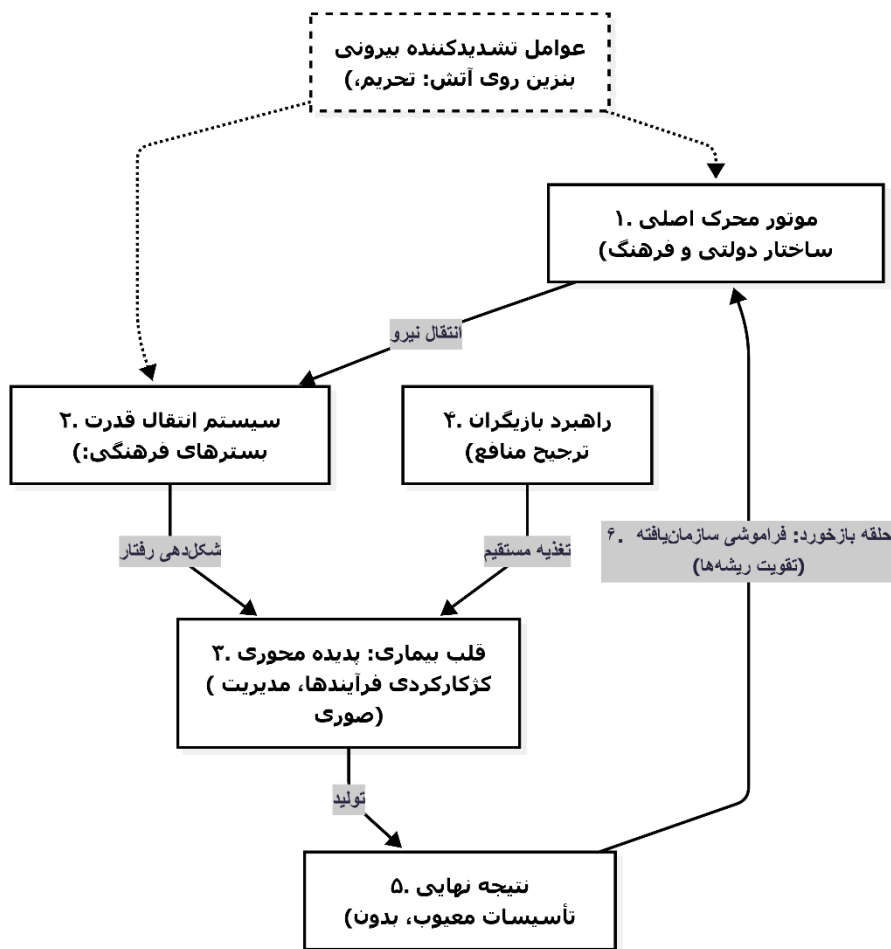 عوامل تشدیدکننده بیرونی
بنزین روی آتش: تحریم،)
۱. موتور محرک اصلی
ساختار دولتی و فرهنگ)
انتقال نیرو
۲. سیستم انتقال قدرت
بسترهای فرهنگی:)
۴. راهبرد بازیگران
ترجیح منافع)
شکل‌دهی رفتار
تغذیه مستقیم
۶. حلقه بازخورد: فراموشی سازمان‌یافته
(تقویت ریشه‌ها)
۳. قلب بیماری: پدیده محوری
کژکارکردی فرآیندها، مدیریت )
صوری)
تولید
۵. نتیجه نهایی
تأسیسات معیوب، بدون)